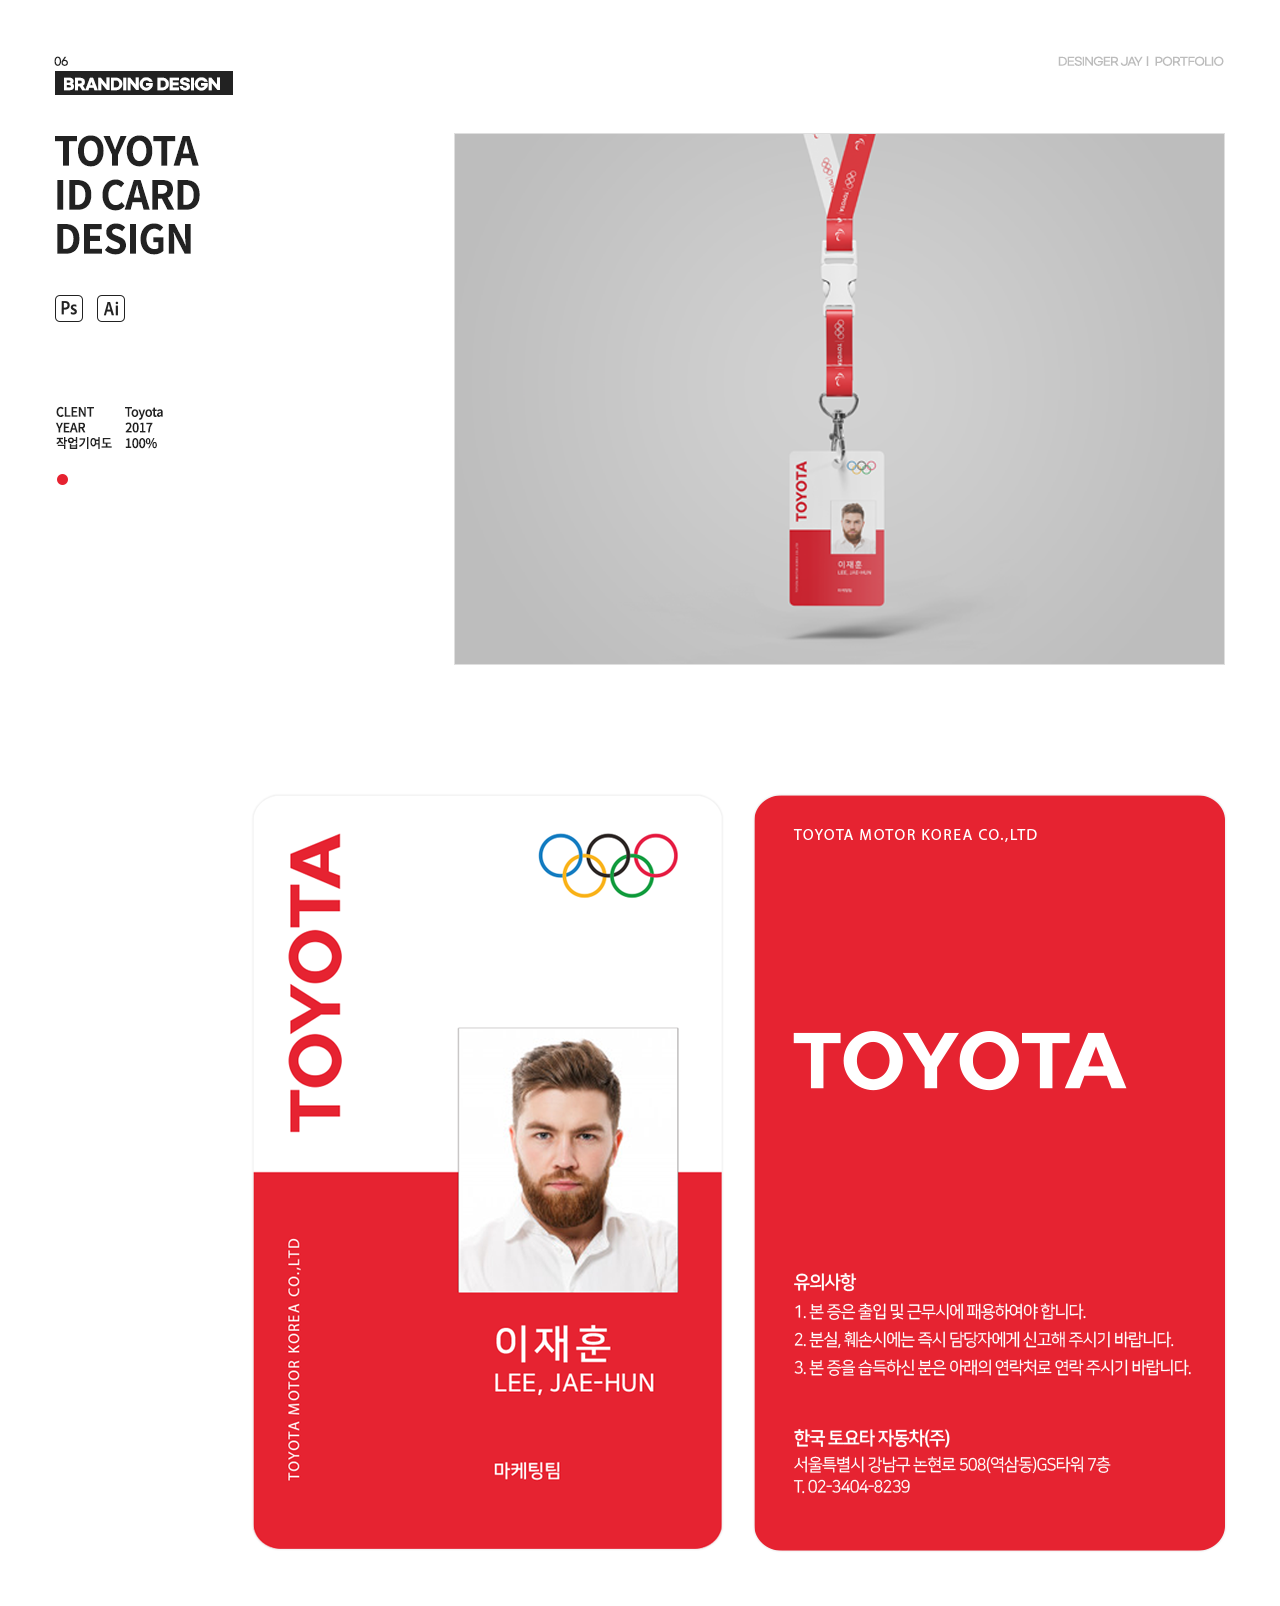 06
BRANDING DESIGN
DESINGER JAY | PORTFOLIO
TOYOTA
ID CARD
DESIGN
Ps Ai
CLENT Toyota
YEAR 2017
작업기여도 100%
TOYOTA
TOYOTA
TOYOTA
이재훈
LEE, JAE-HUN
TOYOTA
TOYOTA MOTOR KOREA CO.,LTD
이재훈
LEE, JAE-HUN
마케팅팀
TOYOTA MOTOR KOREA CO.,LTD
TOYOTA
유의사항
1. 본 증은 출입 및 근무시에 패용하여야 합니다.
2. 분실, 훼손시에는 즉시 담당자에게 신고해 주시기 바랍니다.
3. 본 증을 습득하신 분은 아래의 연락처로 연락 주시기 바랍니다.
한국 토요타 자동차(주)
서울특별시 강남구 논현로 508(역삼동)GS타워 7층
T. 02-3404-8239